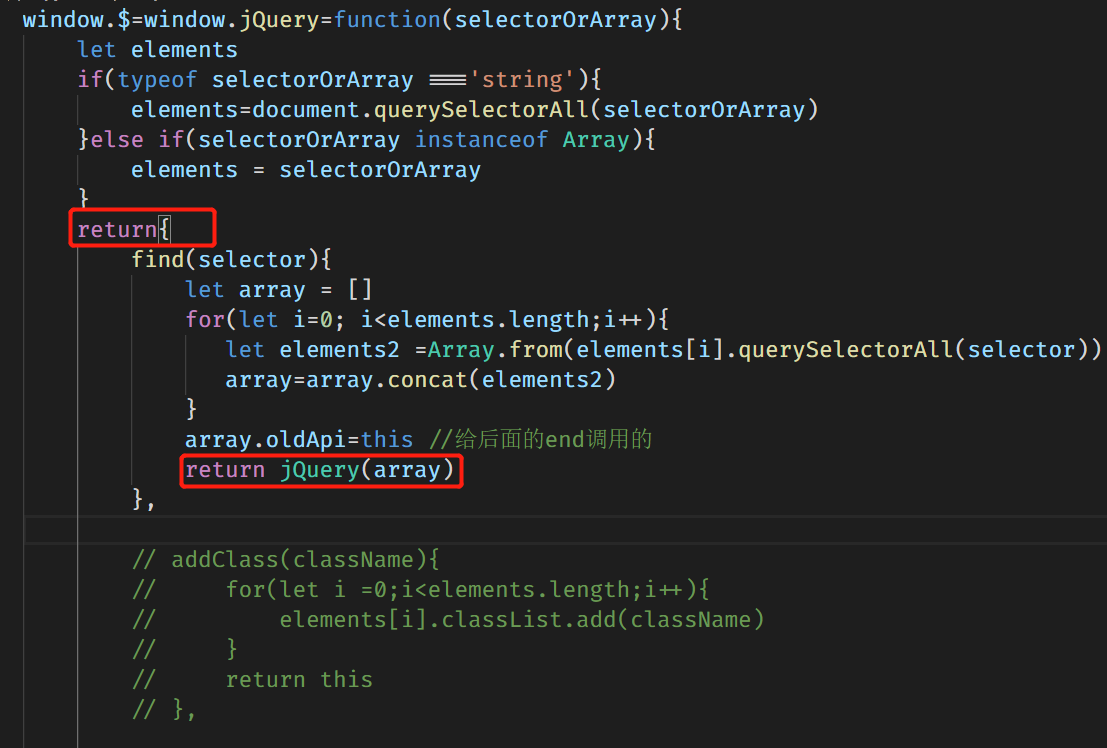 window.$=window.jQuery=function(selectorOrArray){
let elements
if(typeof selectorOrArray ==='string'){
elements=document.querySelectorAll(selectorOrArray)
}else if(selectorOrArray instanceof Array){
elements = selectorOrArray
}
return{
find(selector){
let array = []
for(let i=0; i<elements.length;i++){
let elements2 =Array.from(elements[i].querySelectorAll(selector))
array=array.concat(elements2)
}
array.oldApi=this //给后面的end调用的
return jQuery(array)
},
// addClass(className){
// for(let i =0;i<elements.length;i++){
// elements[i].classList.add(className)
// }
// return this
// },